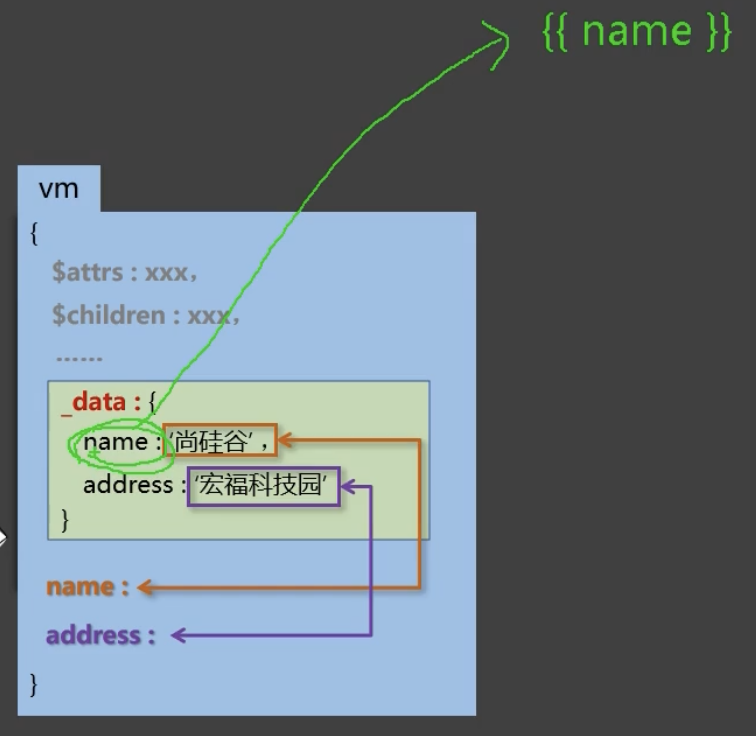 {{ name }}
vm
{
$attrs : xxx，
$children : xxx，
······
_data : {
name : '尚硅谷'，
address : '宏福科技园'
}
name :
address :
}